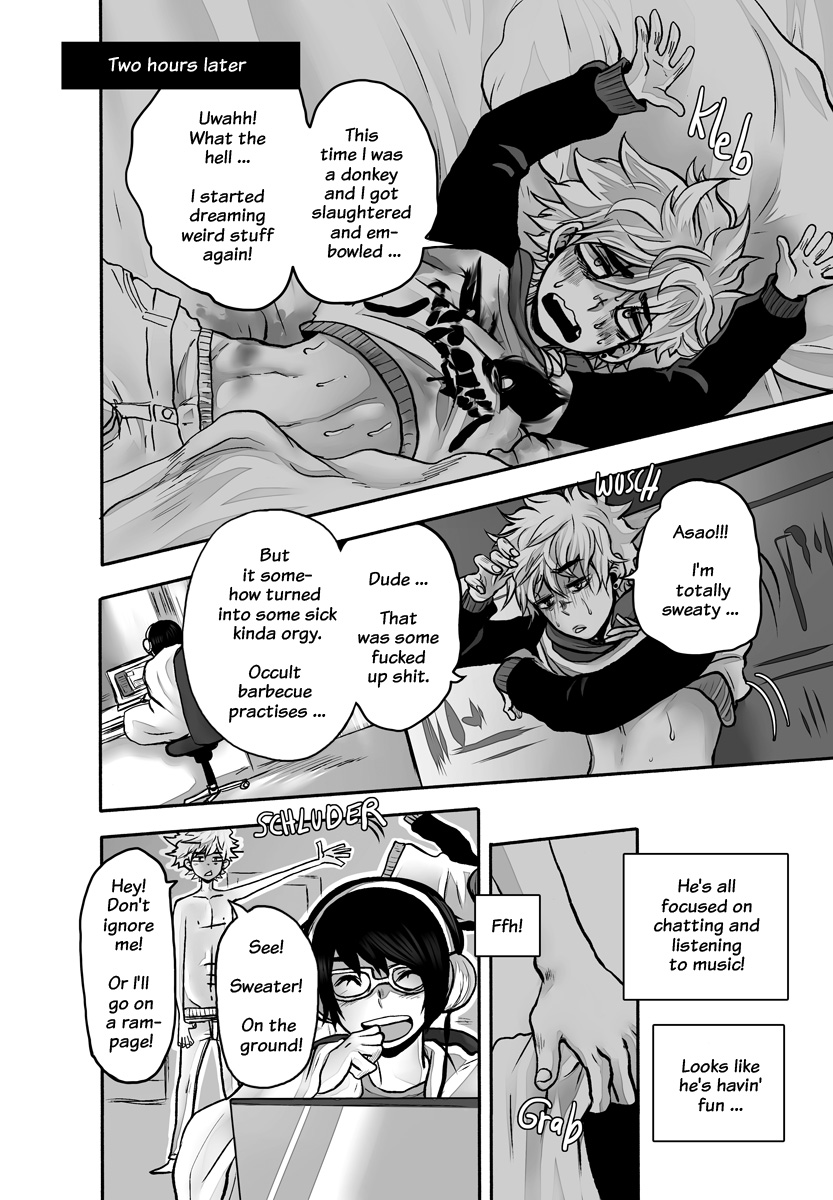 Two hours later
Uwahh!
What the
hell ...
I started
dreaming
weird stuff
again!
This
time I was
a donkey
and I got
slaughtered
and em-
bowled ...
Kleb
But
it some-
how turned
into some sick
kinda orgy.
Occult
barbecue
practises ...
Dude ...
That
was some
fucked
up shit.
WUSCH
Asao!!!
I'm
totally
sweaty ...
SCHLUDER
Hey!
Don't
ignore
me!
Or I'll
go on
a ram-
page!
See!
Sweater!
On the
ground!
Ffh!
He's all
focused on
chatting and
listening
to music!
Looks like
he's havin'
fun ...
Grab